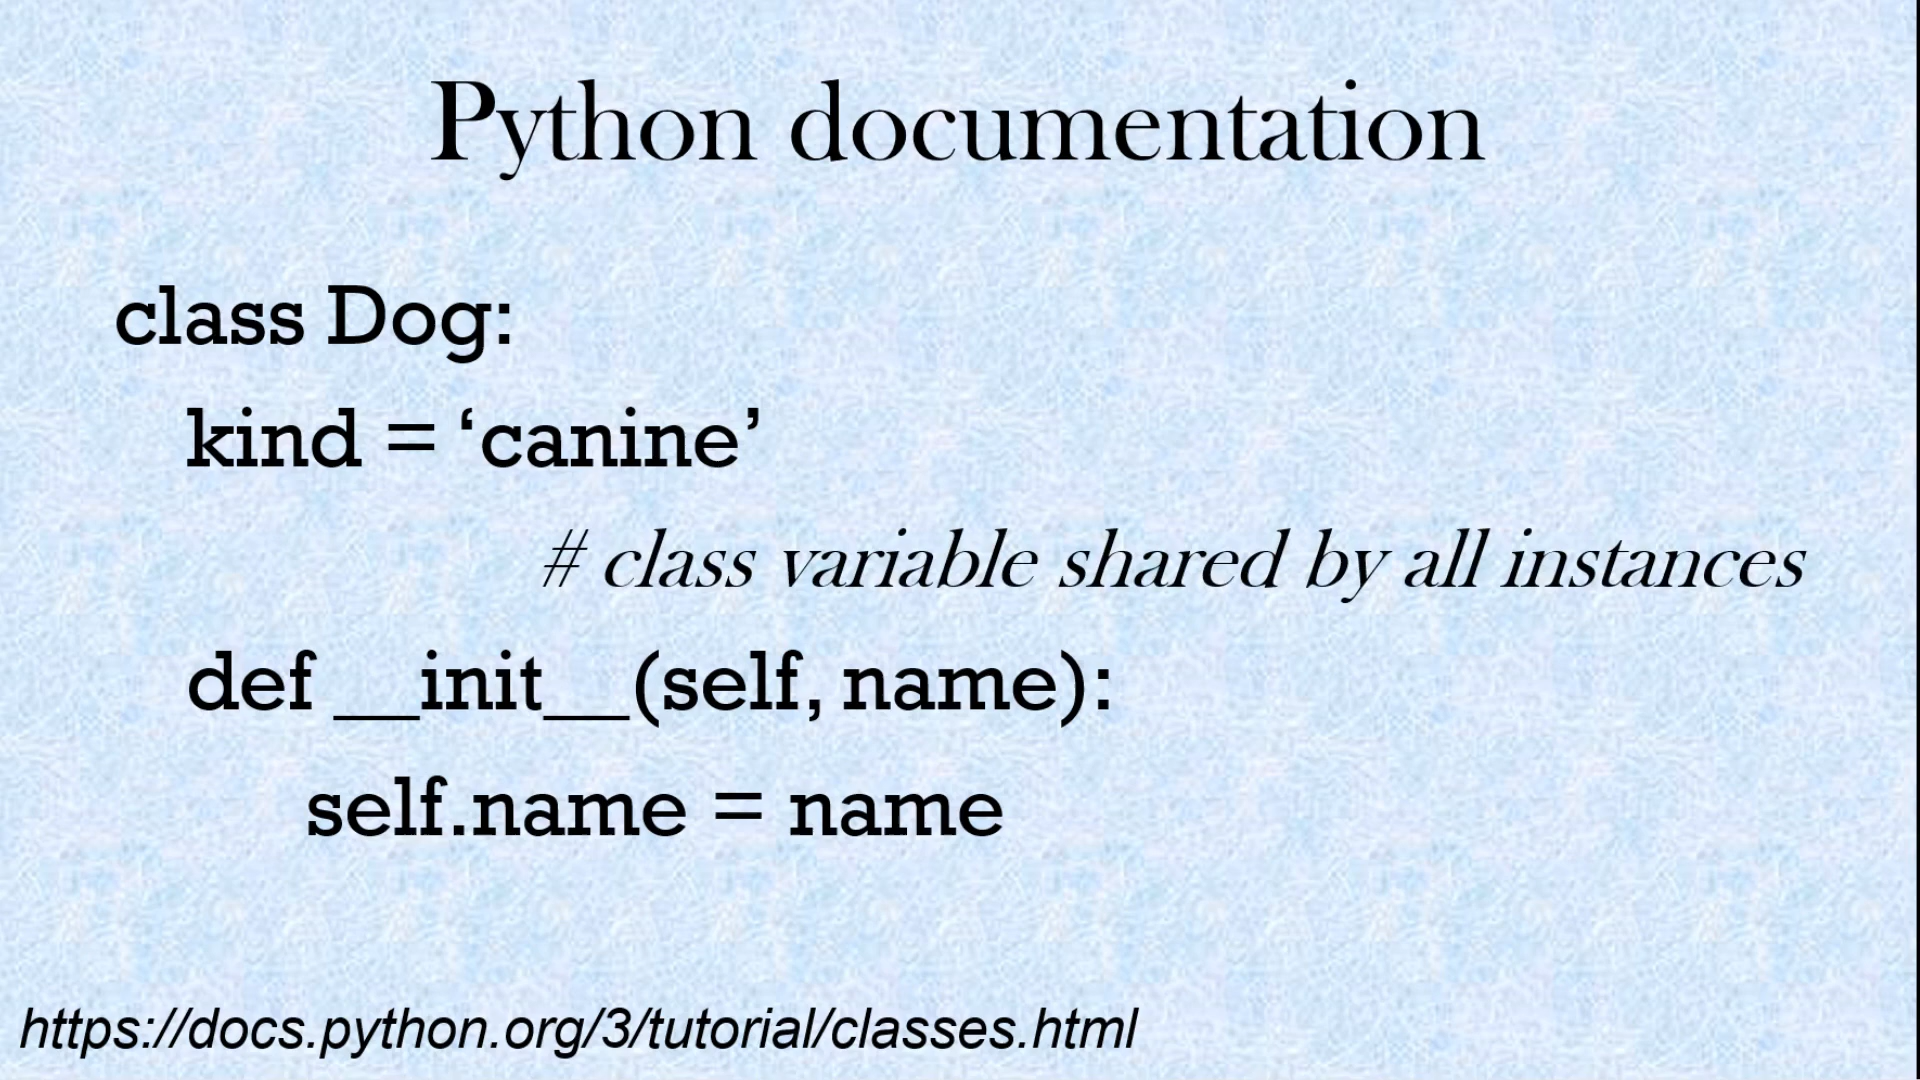 Python documentation
class Dog:
kind = ‘canine’
# class variable shared by all instances
def __init__(self, name):
self.name = name
https://docs.python.org/3/tutorial/classes.html